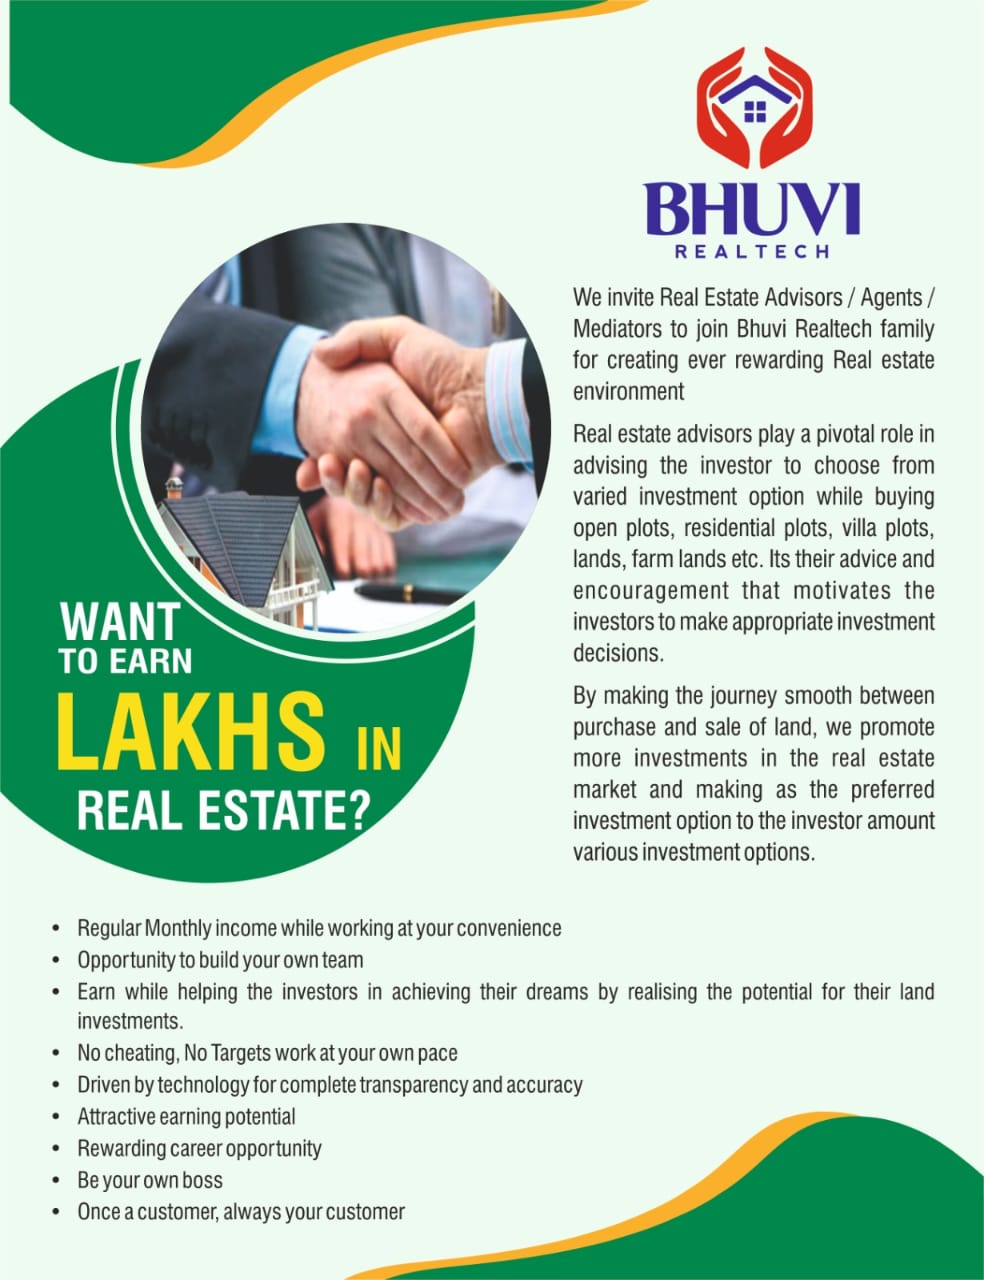 BHUVI
REALTECH
We invite Real Estate Advisors / Agents /
Mediators to join Bhuvi Realtech family
for creating ever rewarding Real estate
environment
Real estate advisors play a pivotal role in
advising the investor to choose from
varied investment option while buying
open plots, residential plots, villa plots,
lands, farm lands etc. Its their advice and
encouragement that motivates the
investors to make appropriate investment
decisions.
By making the journey smooth between
purchase and sale of land, we promote
more investments in the real estate
market and making as the preferred
investment option to the investor amount
various investment options.
WANT
TO EARN
LAKHS IN
REAL ESTATE?
• Regular Monthly income while working at your convenience
• Opportunity to build your own team
• Earn while helping the investors in achieving their dreams by realising the potential for their land
investments.
• No cheating, No Targets work at your own pace
• Driven by technology for complete transparency and accuracy
• Attractive earning potential
• Rewarding career opportunity
• Be your own boss
• Once a customer, always your customer